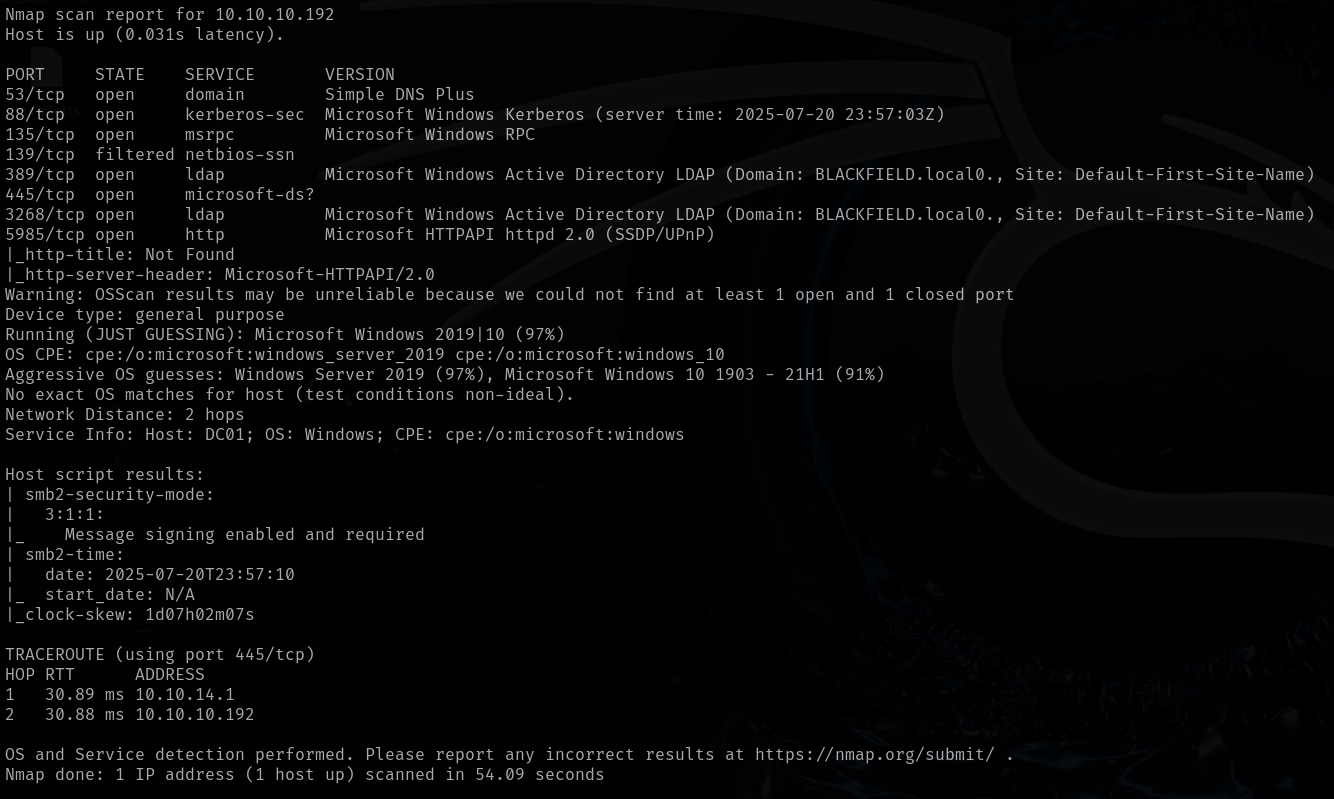 Nmap scan report for 10.10.10.192
Host is up (0.031s latency).
PORT     STATE    SERVICE       VERSION
53/tcp   open     domain        Simple DNS Plus
88/tcp   open     kerberos-sec  Microsoft Windows Kerberos (server time: 2025-07-20 23:57:03Z)
135/tcp  open     msrpc         Microsoft Windows RPC
139/tcp  filtered netbios-ssn
389/tcp  open     ldap          Microsoft Windows Active Directory LDAP (Domain: BLACKFIELD.local0., Site: Default-First-Site-Name)
445/tcp  open     microsoft-ds?
3268/tcp open     ldap          Microsoft Windows Active Directory LDAP (Domain: BLACKFIELD.local0., Site: Default-First-Site-Name)
5985/tcp open     http          Microsoft HTTPAPI httpd 2.0 (SSDP/UPnP)
|_http-title: Not Found
|_http-server-header: Microsoft-HTTPAPI/2.0
Warning: OSScan results may be unreliable because we could not find at least 1 open and 1 closed port
Device type: general purpose
Running (JUST GUESSING): Microsoft Windows 2019|10 (97%)
OS CPE: cpe:/o:microsoft:windows_server_2019 cpe:/o:microsoft:windows_10
Aggressive OS guesses: Windows Server 2019 (97%), Microsoft Windows 10 1903 - 21H1 (91%)
No exact OS matches for host (test conditions non-ideal).
Network Distance: 2 hops
Service Info: Host: DC01; OS: Windows; CPE: cpe:/o:microsoft:windows
Host script results:
| smb2-security-mode:
|   3:1:1:
|_    Message signing enabled and required
| smb2-time:
|   date: 2025-07-20T23:57:10
|_  start_date: N/A
|_clock-skew: 1d07h02m07s
TRACEROUTE (using port 445/tcp)
HOP RTT      ADDRESS
1   30.89 ms 10.10.14.1
2   30.88 ms 10.10.10.192
OS and Service detection performed. Please report any incorrect results at https://nmap.org/submit/ .
Nmap done: 1 IP address (1 host up) scanned in 54.09 seconds